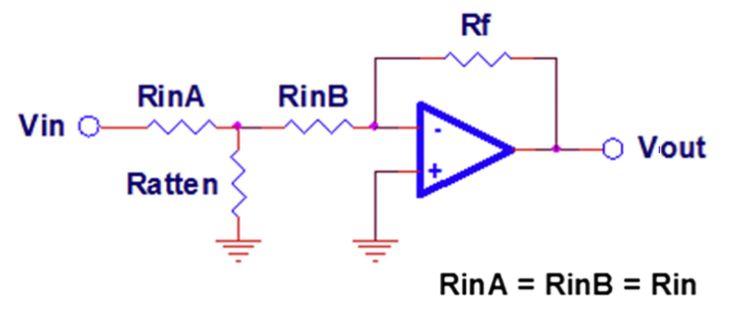 Rf
RinA
RinB
Vin
-
+
Vout
Ratten
RinA = RinB = Rin